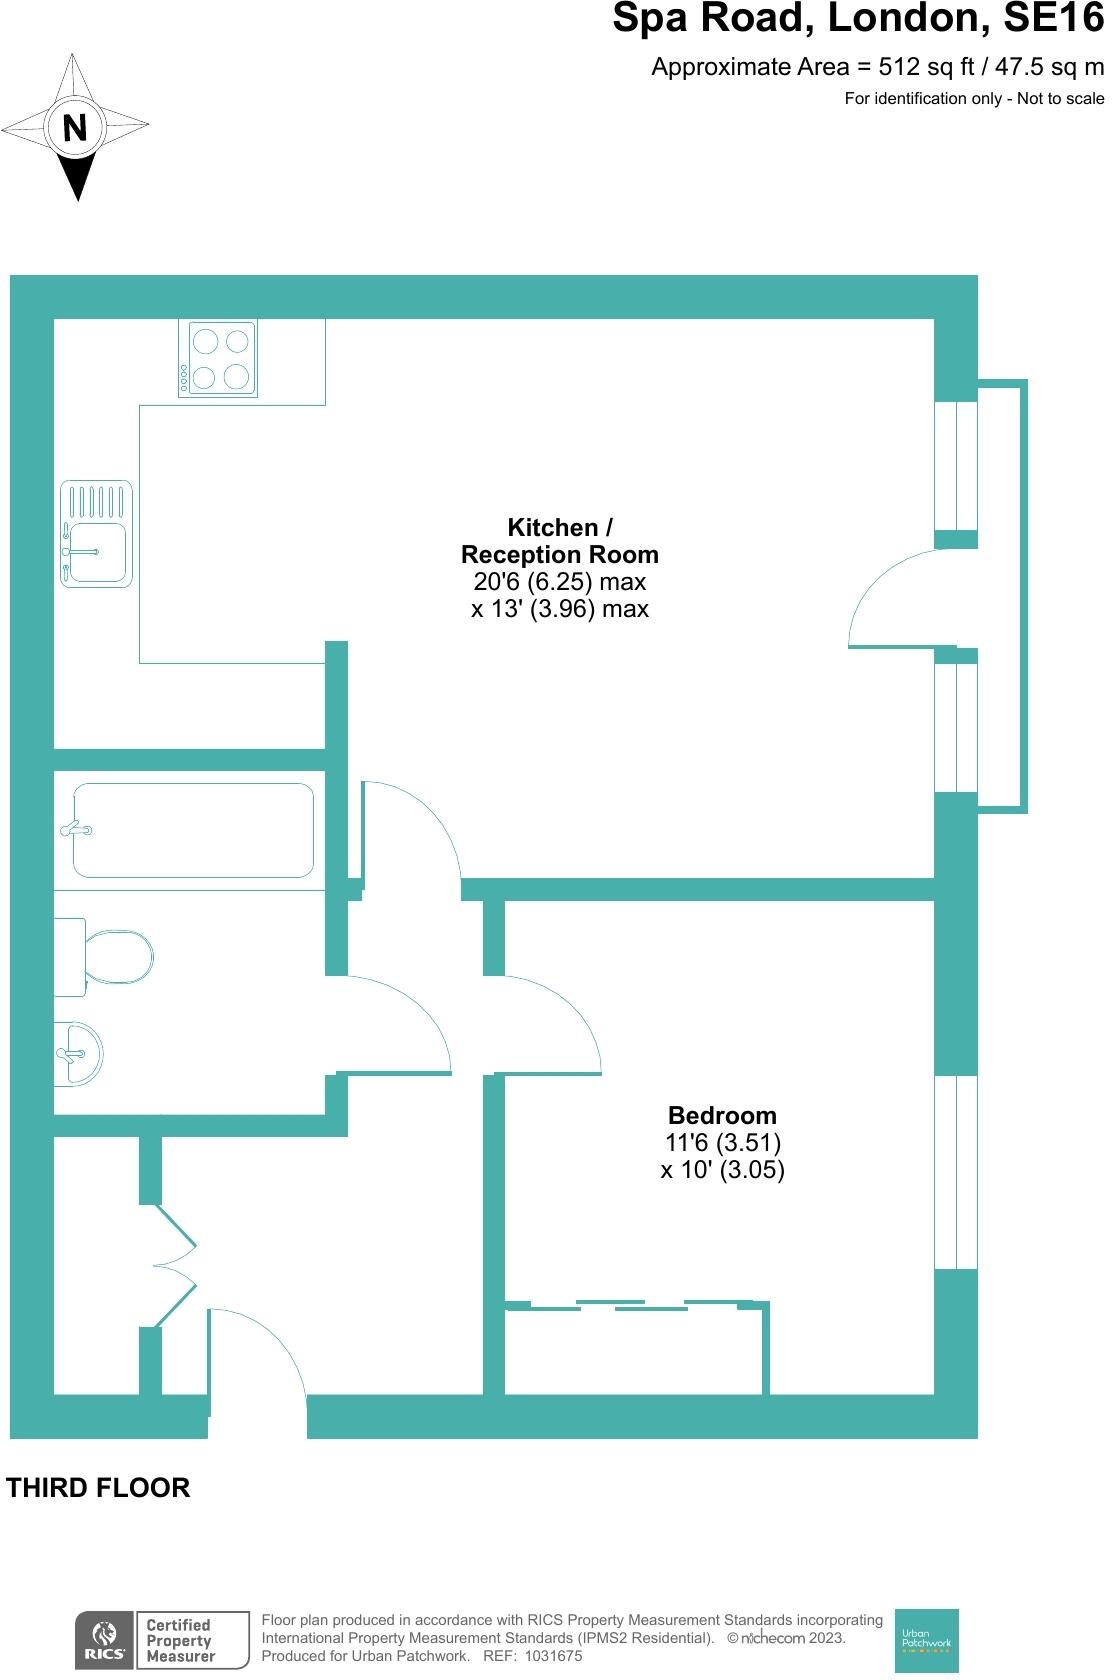 Spa Road, London, SE16
Approximate Area = 512 sq ft / 47.5 sq m
For identification only - Not to scale
N
Kitchen /
Reception Room
20'6 (6.25) max
x 13' (3.96) max
Bedroom
11'6 (3.51)
x 10' (3.05)
THIRD FLOOR
RICS
Certified
Property
Measurer
Floor plan produced in accordance with RICS Property Measurement Standards incorporating
International Property Measurement Standards (IPMS2 Residential). © nichecom 2023.
Produced for Urban Patchwork. REF: 1031675
Urban
Patchwork